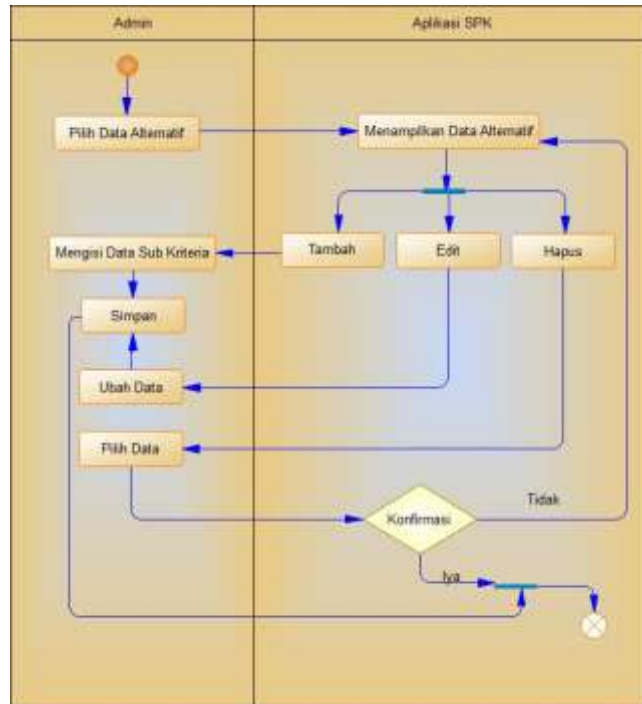 Admin
Aplikasi SPK
Pilih Data Alternatif
Menampilkan Data Alternatif
Mengisi Data Sub Kriteria
Tambah
Edit
Hapus
Simpan
Ubah Data
Pilih Data
Konfirmasi
Tidak
Iya